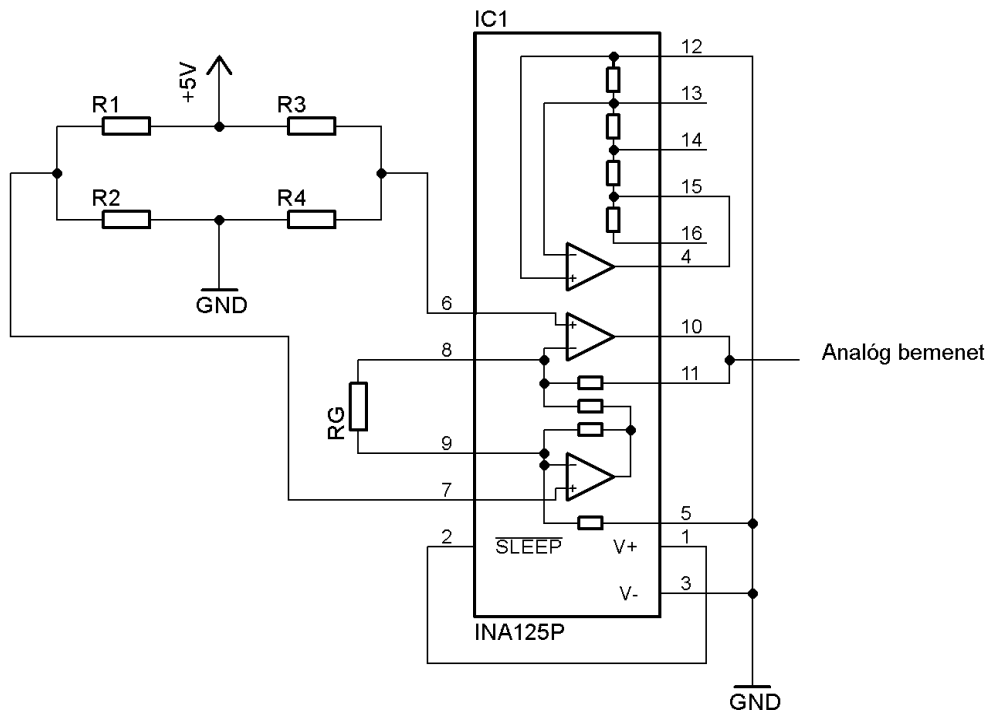 IC1
+5V
R1
R3
R2
R4
GND
12
13
14
15
16
4
6
10
Analóg bemenet
8
11
RG
9
7
5
2
SLEEP
V+
1
V-
3
INA125P
GND